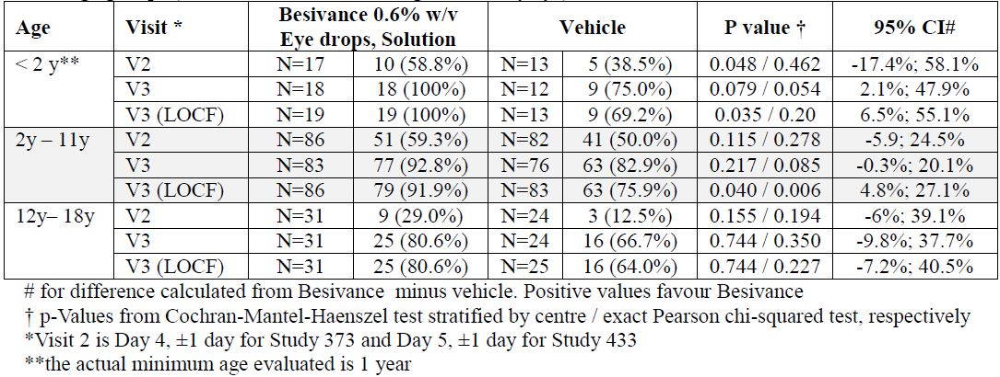 Age Visit * Besivance 0.6% w/v Eye drops, Solution Vehicle P value † 95% CI#
< 2 y** V2 N=17 10 (58.8%) N=13 5 (38.5%) 0.048 / 0.462 -17.4%; 58.1%
V3 N=18 18 (100%) N=12 9 (75.0%) 0.079 / 0.054 2.1%; 47.9%
V3 (LOCF) N=19 19 (100%) N=13 9 (69.2%) 0.035 / 0.20 6.5%; 55.1%
2y – 11y V2 N=86 51 (59.3%) N=82 41 (50.0%) 0.115 / 0.278 -5.9; 24.5%
V3 N=83 77 (92.8%) N=76 63 (82.9%) 0.217 / 0.085 -0.3%; 20.1%
V3 (LOCF) N=86 79 (91.9%) N=83 63 (75.9%) 0.040 / 0.006 4.8%; 27.1%
12y– 18y V2 N=31 9 (29.0%) N=24 3 (12.5%) 0.155 / 0.194 -6%; 39.1%
V3 N=31 25 (80.6%) N=24 16 (66.7%) 0.744 / 0.350 -9.8%; 37.7%
V3 (LOCF) N=31 25 (80.6%) N=25 16 (64.0%) 0.744 / 0.227 -7.2%; 40.5%
# for difference calculated from Besivance minus vehicle. Positive values favour Besivance
† p-Values from Cochran-Mantel-Haenszel test stratified by centre / exact Pearson chi-squared test, respectively
*Visit 2 is Day 4, ±1 day for Study 373 and Day 5, ±1 day for Study 433
**the actual minimum age evaluated is 1 year